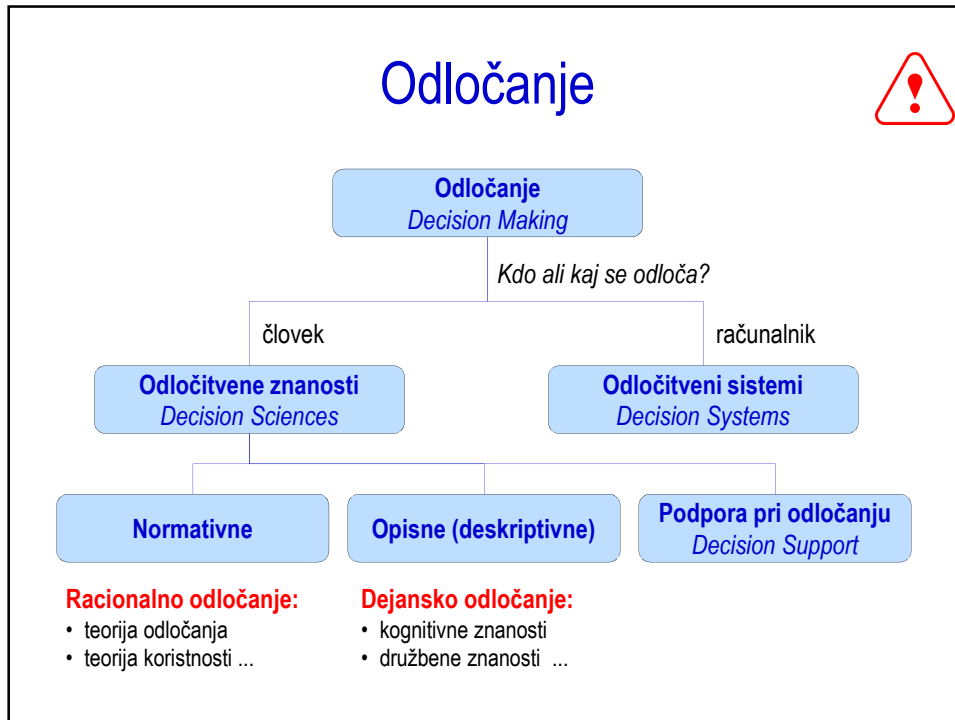 Odločanje
Odločanje
Decision Making
Kdo ali kaj se odloča?
človek
računalnik
Odločitvene znanosti
Decision Sciences
Odločitveni sistemi
Decision Systems
Normativne
Opisne (deskriptivne)
Podpora pri odločanju
Decision Support
Racionalno odločanje:
• teorija odločanja
• teorija koristnosti ...
Dejansko odločanje:
• kognitivne znanosti
• družbene znanosti ...